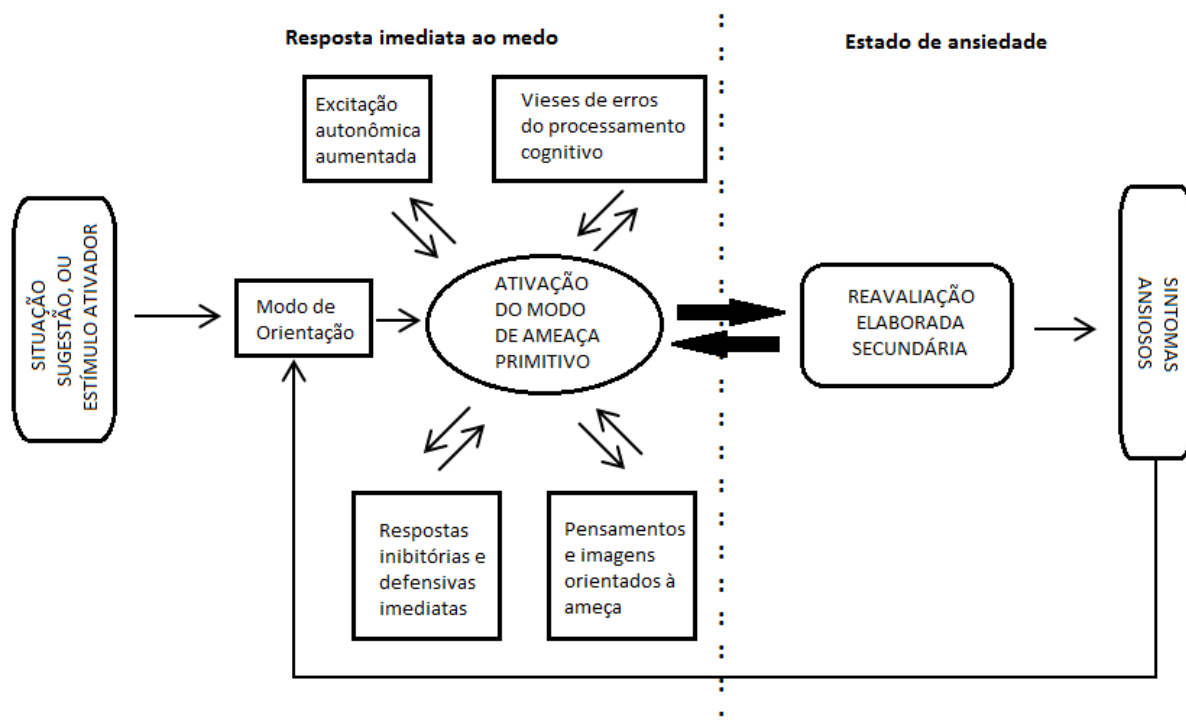 Resposta imediata ao medo
Estado de ansiedade
Excitação
autonômica
aumentada
Vieses de erros
do processamento
cognitivo
SITUAÇÃO
SUGESTÃO, OU
ESTÍMULO ATIVADOR
Modo de
Orientação
ATIVAÇÃO
DO MODO
DE AMEAÇA
PRIMITIVO
REAVALIAÇÃO
ELABORADA
SECUNDÁRIA
SINTOMAS
ANSIOSOS
Respostas
inibitórias e
defensivas
imediatas
Pensamentos
e imagens
orientados à
ameça